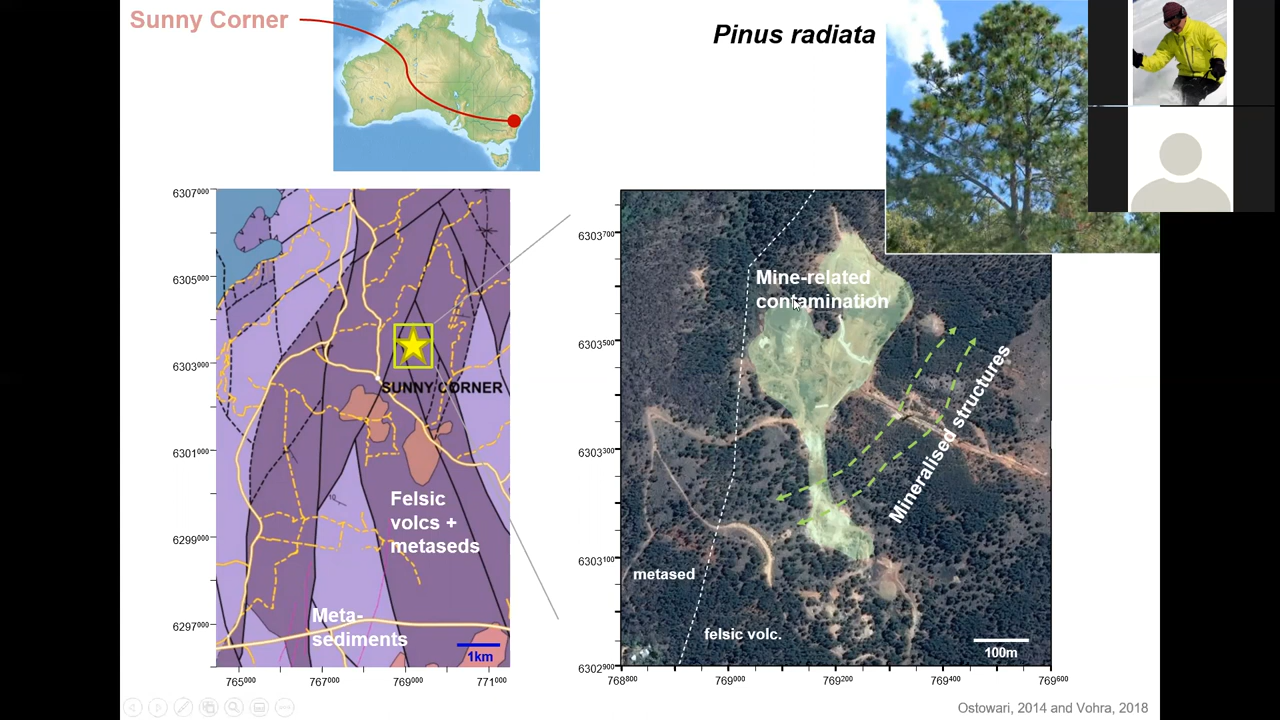 Sunny Corner
Pinus radiata
6307000
6305000
6303000
6301000
6299000
6297000
SUNNY CORNER
Felsic
volcs +
metaseds
Meta-
sediments
10
1km
765000
767000
769000
771000
6303700
6303500
6303300
6303100
6302900
Mine-related
contamination
Mineralised structures
metased
felsic volc.
100m
768800
769000
769200
769400
769600
Ostowari, 2014 and Vohra, 2018